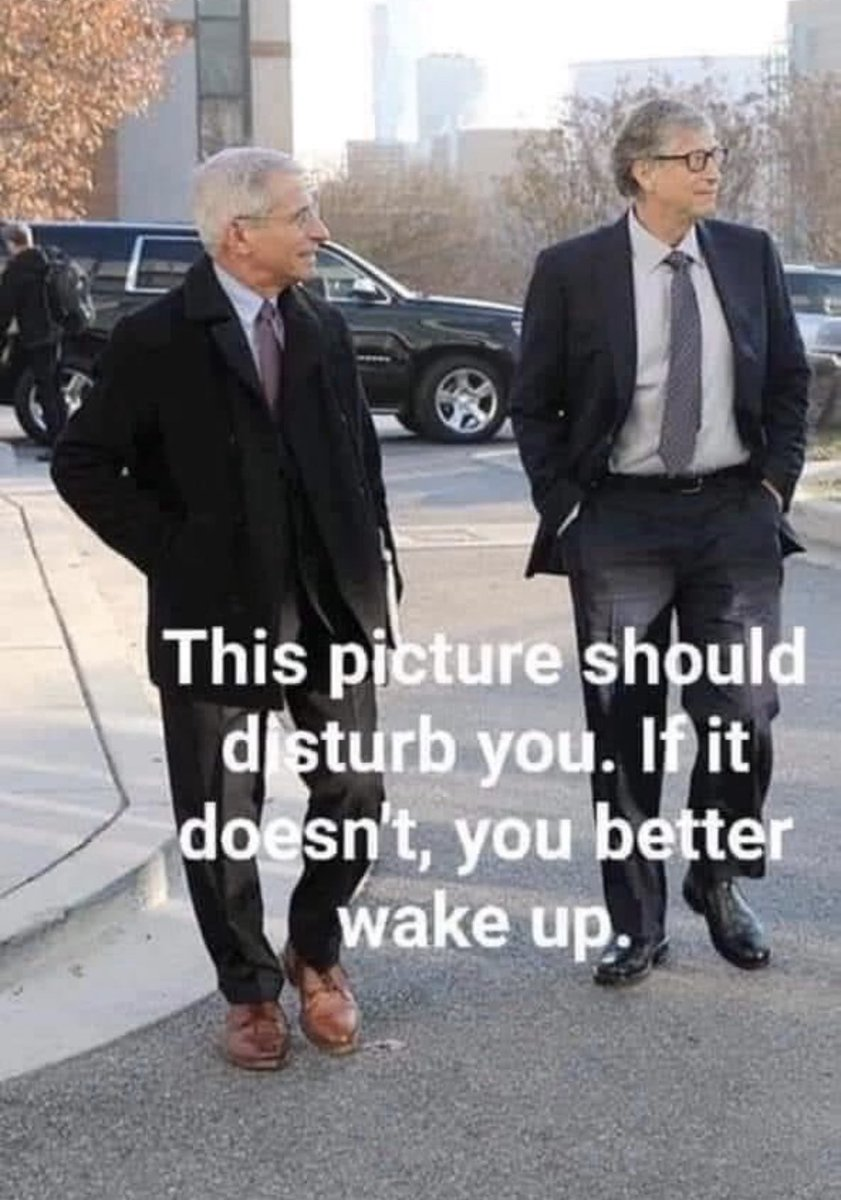 This picture should
disturb you. If it
doesn't, you better
wake up.